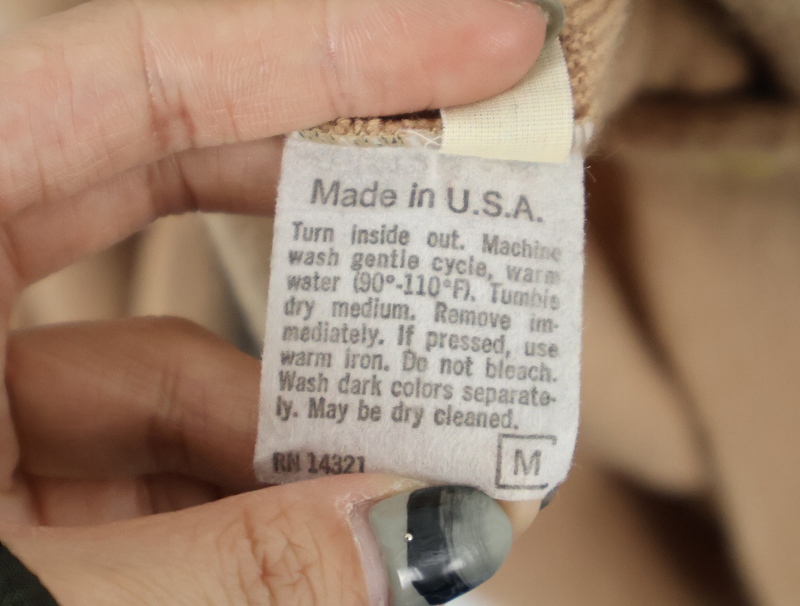 Made in U.S.A.
Turn inside out. Machine
wash gentle cycle, warm
water (90°-110°F). Tumble
dry medium. Remove im-
mediately. If pressed, use
warm iron. Do not bleach.
Wash dark colors separate-
ly. May be dry cleaned.
RN 14321
M